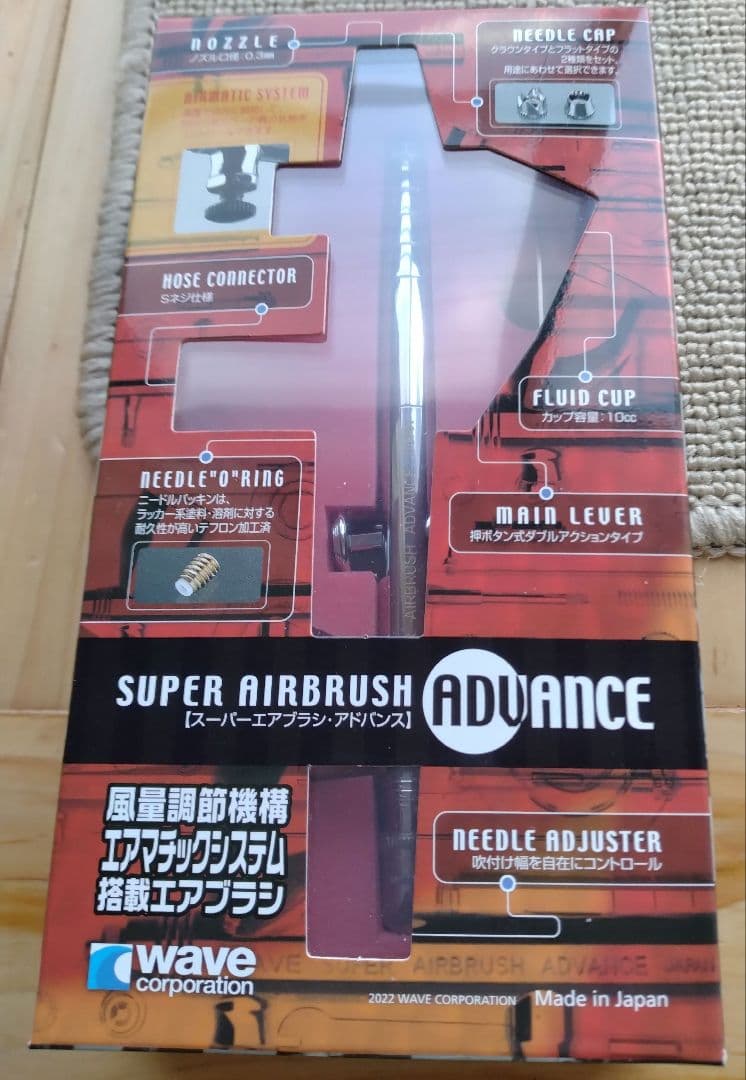 NOZZLE
ノズル口径:0.3mm
NEEDLE CAP
クラウンタイプとフラットタイプの
2種類をセット。
用途にあわせて選択できます。
AIRMATIC SYSTEM
HOSE CONNECTOR
Sネジ仕様
FLUID CUP
カップ容量:10cc
NEEDLE"O"RING
ニードルパッキンは、
ラッカー系塗料・溶剤に対する
耐久性が高いテフロン加工済
MAIN LEVER
押ボタン式ダブルアクションタイプ
AIRBRUSH ADVANCE
SUPER AIRBRUSH ADVANCE
【スーパーエアブラシ・アドバンス】
風量調節機構
エアマチックシステム
搭載エアブラシ
NEEDLE ADJUSTER
吹付け幅を自在にコントロール
wave
corporation
SUPER AIRBRUSH ADVANCE JAPAN
2022 WAVE CORPORATION Made in Japan